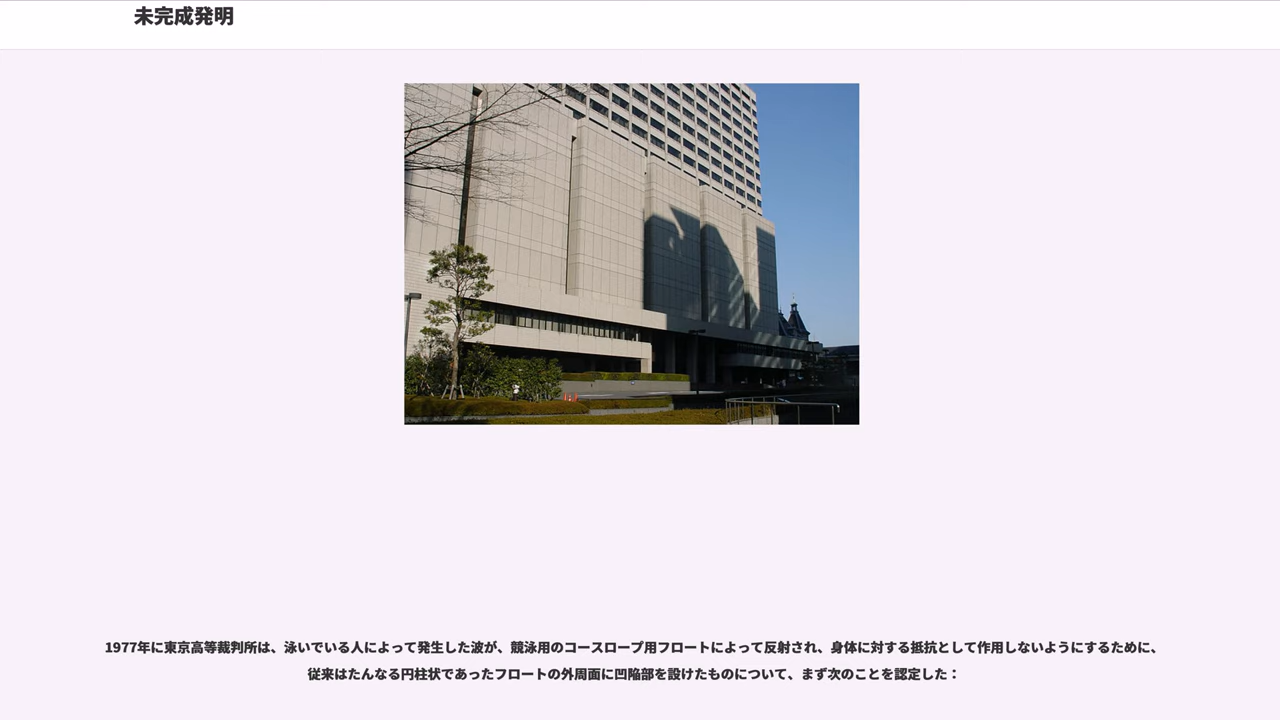 未完成発明
1977年に東京高等裁判所は、泳いでいる人によって発生した波が、競泳用のコースロープ用フロートによって反射され、身体に対する抵抗として作用しないようにするために、
従来はたんなる円柱状であったフロートの外周面に凹陥部を設けたものについて、まず次のことを認定した：